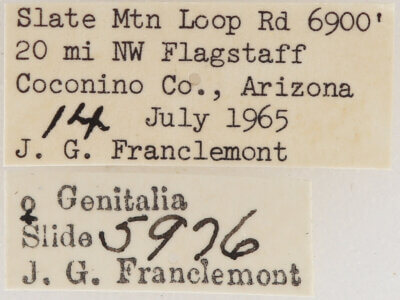 Slate Mtn Loop Rd 6900'
20 mi NW Flagstaff
Coconino Co., Arizona
14 July 1965
J. G. Franclemont
♀ Genitalia
Slide 5976
J. G. Franclemont